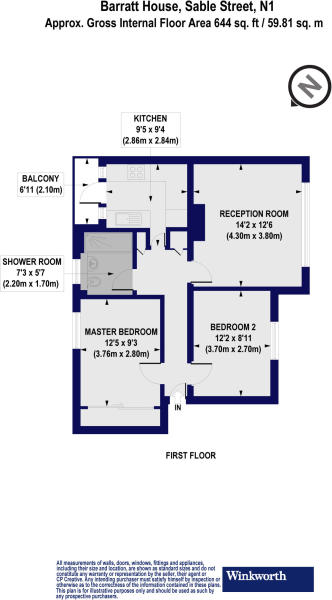 Barratt House, Sable Street, N1
Approx. Gross Internal Floor Area 644 sq. ft / 59.81 sq. m
N
KITCHEN
9'5 x 9'4
(2.86m x 2.84m)
BALCONY
6'11 (2.10m)
RECEPTION ROOM
14'2 x 12'6
(4.30m x 3.80m)
SHOWER ROOM
7'3 x 5'7
(2.20m x 1.70m)
MASTER BEDROOM
12'5 x 9'3
(3.76m x 2.80m)
BEDROOM 2
12'2 x 8'11
(3.70m x 2.70m)
IN
FIRST FLOOR
All measurements of walls, doors, windows, fittings and appliances,
including their size and location, are shown as standard sizes and do not
constitute any warranty or representation by the seller, their agent or
CP Creative. Any intending purchaser must satisfy himself by inspection or
otherwise as to the correctness of the information contained in these plans.
This plan is for illustrative purposes only and should be used as such by
any prospective purchasers.
Winkworth